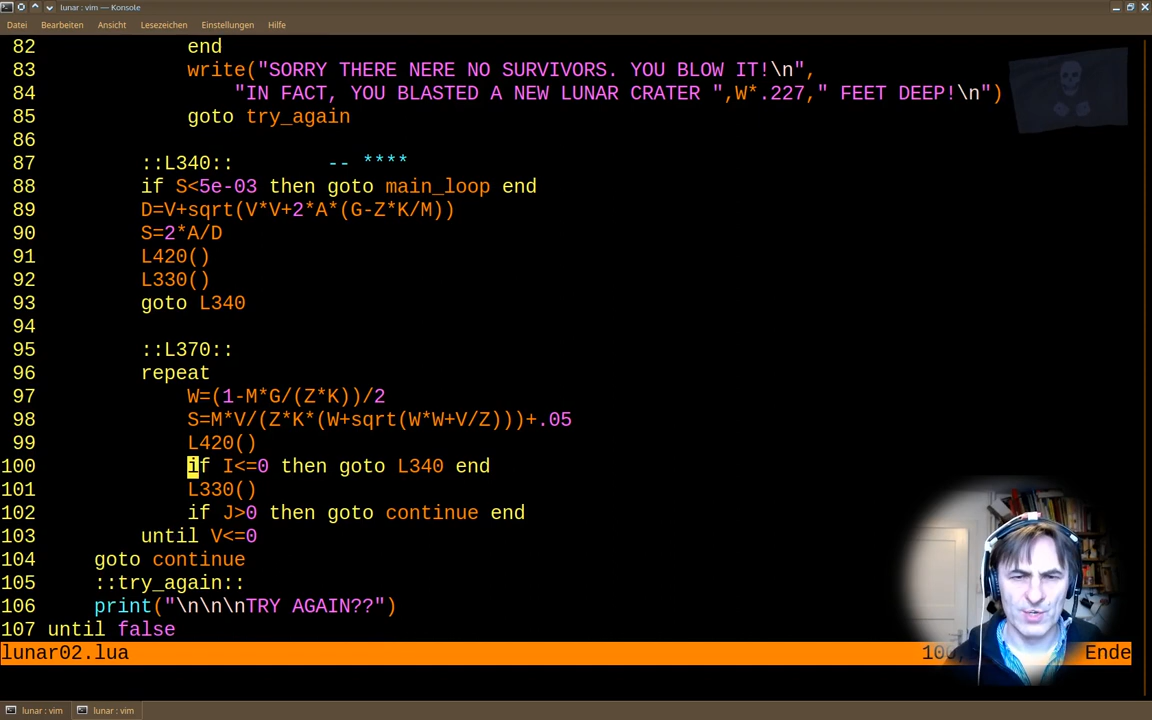 lunar : vim — Konsole
Datei Bearbeiten Ansicht Lesezeichen Einstellungen Hilfe
82 end
83 write("SORRY THERE NERE NO SURVIVORS. YOU BLOW IT!\n",
84 "IN FACT, YOU BLASTED A NEW LUNAR CRATER ",W*.227," FEET DEEP!\n")
85 goto try_again
86
87 ::L340:: -- ****
88 if S<5e-03 then goto main_loop end
89 D=V+sqrt(V*V+2*A*(G-Z*K/M))
90 S=2*A/D
91 L420()
92 L330()
93 goto L340
94
95 ::L370::
96 repeat
97 W=(1-M*G/(Z*K))/2
98 S=M*V/(Z*K*(W+sqrt(W*W+V/Z)))+.05
99 L420()
100 if I<=0 then goto L340 end
101 L330()
102 if J>0 then goto continue end
103 until V<=0
104 goto continue
105 ::try_again::
106 print("\n\n\nTRY AGAIN??")
107 until false
lunar02.lua Ende
lunar : vim lunar : vim